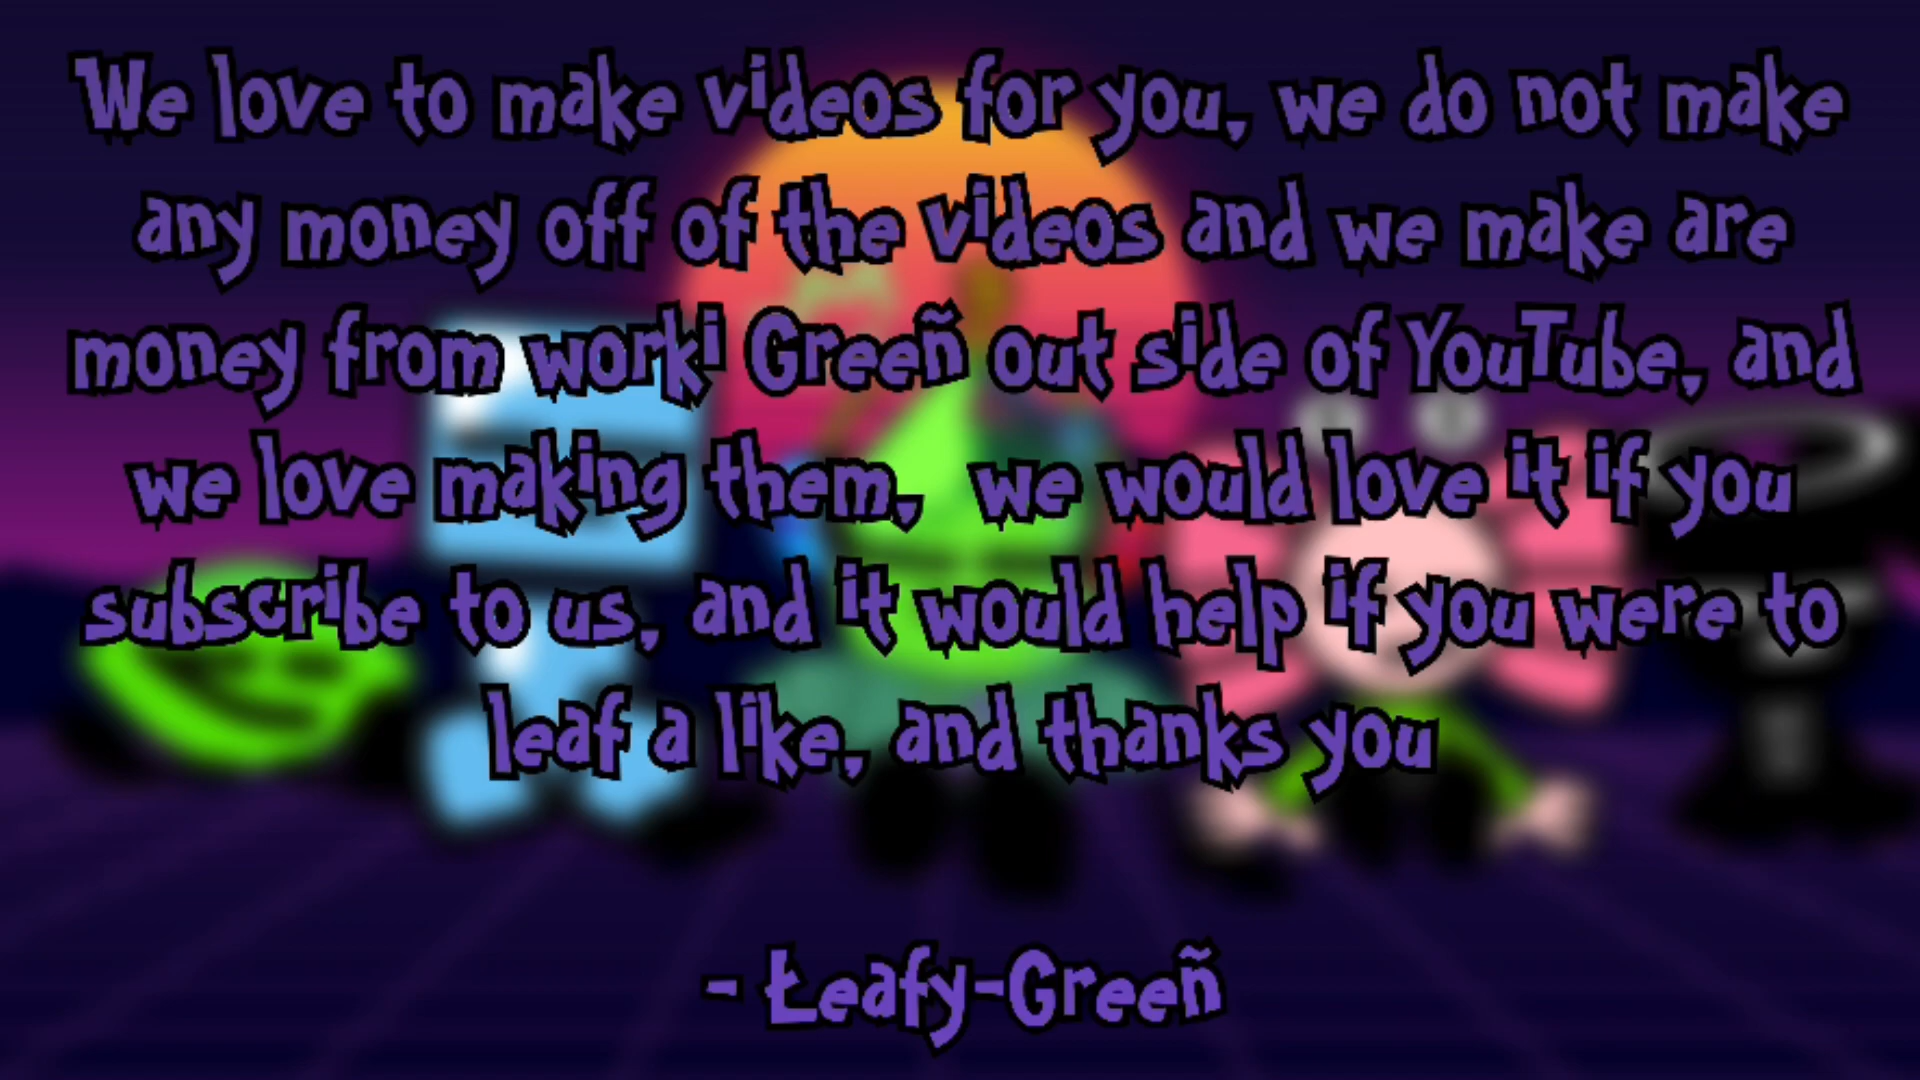 We love to make videos for you, we do not make
any money off of the videos and we make are
money from worki Greeñ out side of YouTube, and
we love making them,  we would love it if you
subscribe to us, and it would help if you were to
leaf a like, and thanks you
- Łeafy-Greeñ